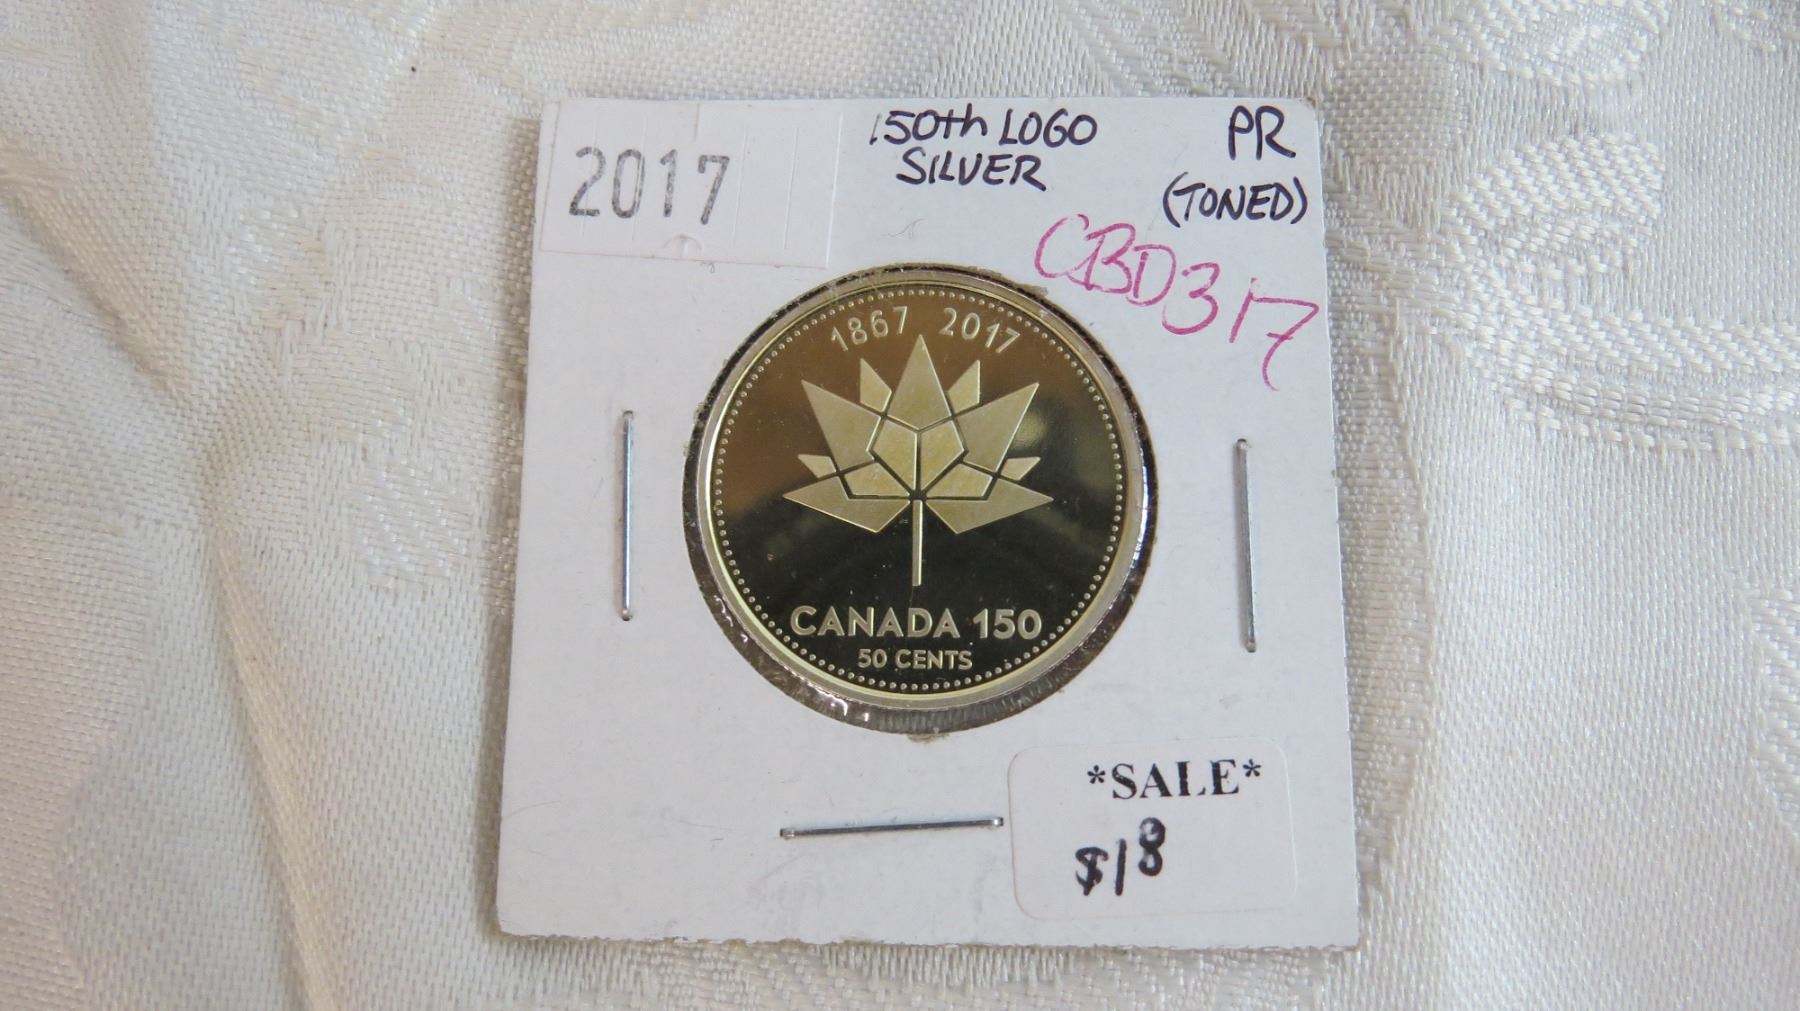 2017
150th LOGO
SILVER
PR
(TONED)
CBD317
1867 2017
CANADA 150
50 CENTS
*SALE*
$18